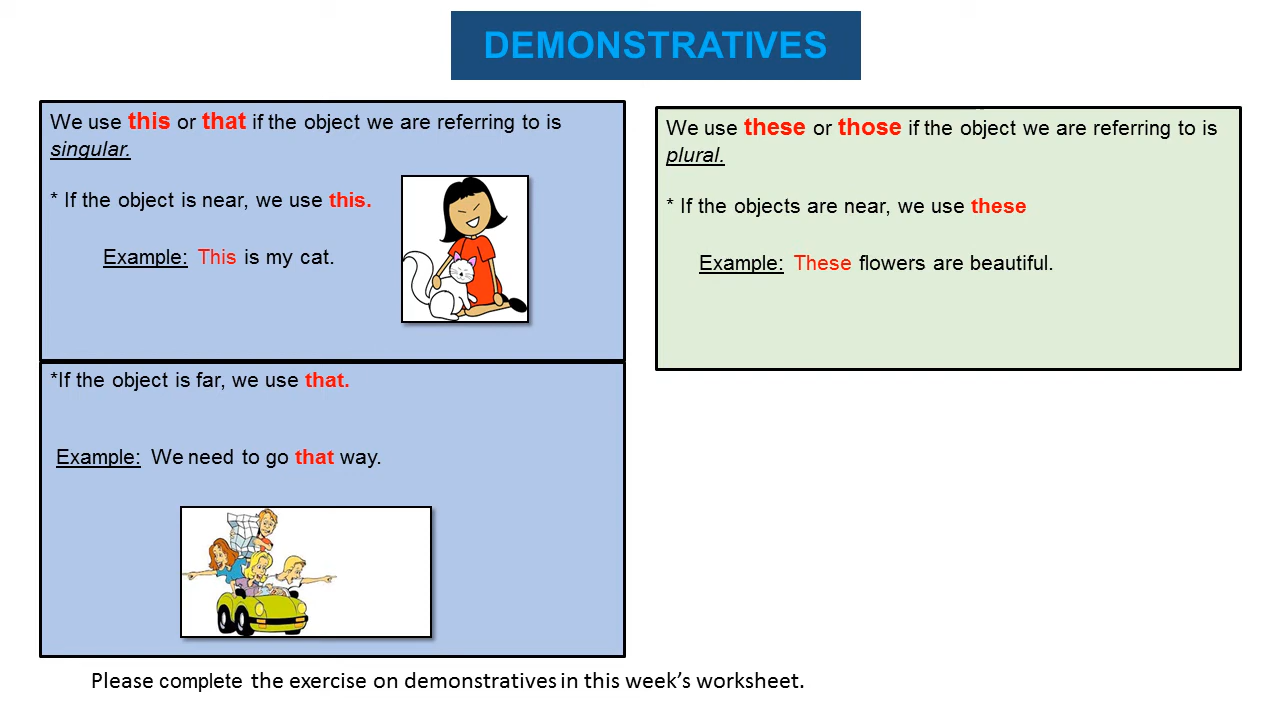 DEMONSTRATIVES
We use this or that if the object we are referring to is
singular.
* If the object is near, we use this.
Example: This is my cat.
*If the object is far, we use that.
Example: We need to go that way.
We use these or those if the object we are referring to is
plural.
* If the objects are near, we use these
Example: These flowers are beautiful.
Please complete the exercise on demonstratives in this week’s worksheet.